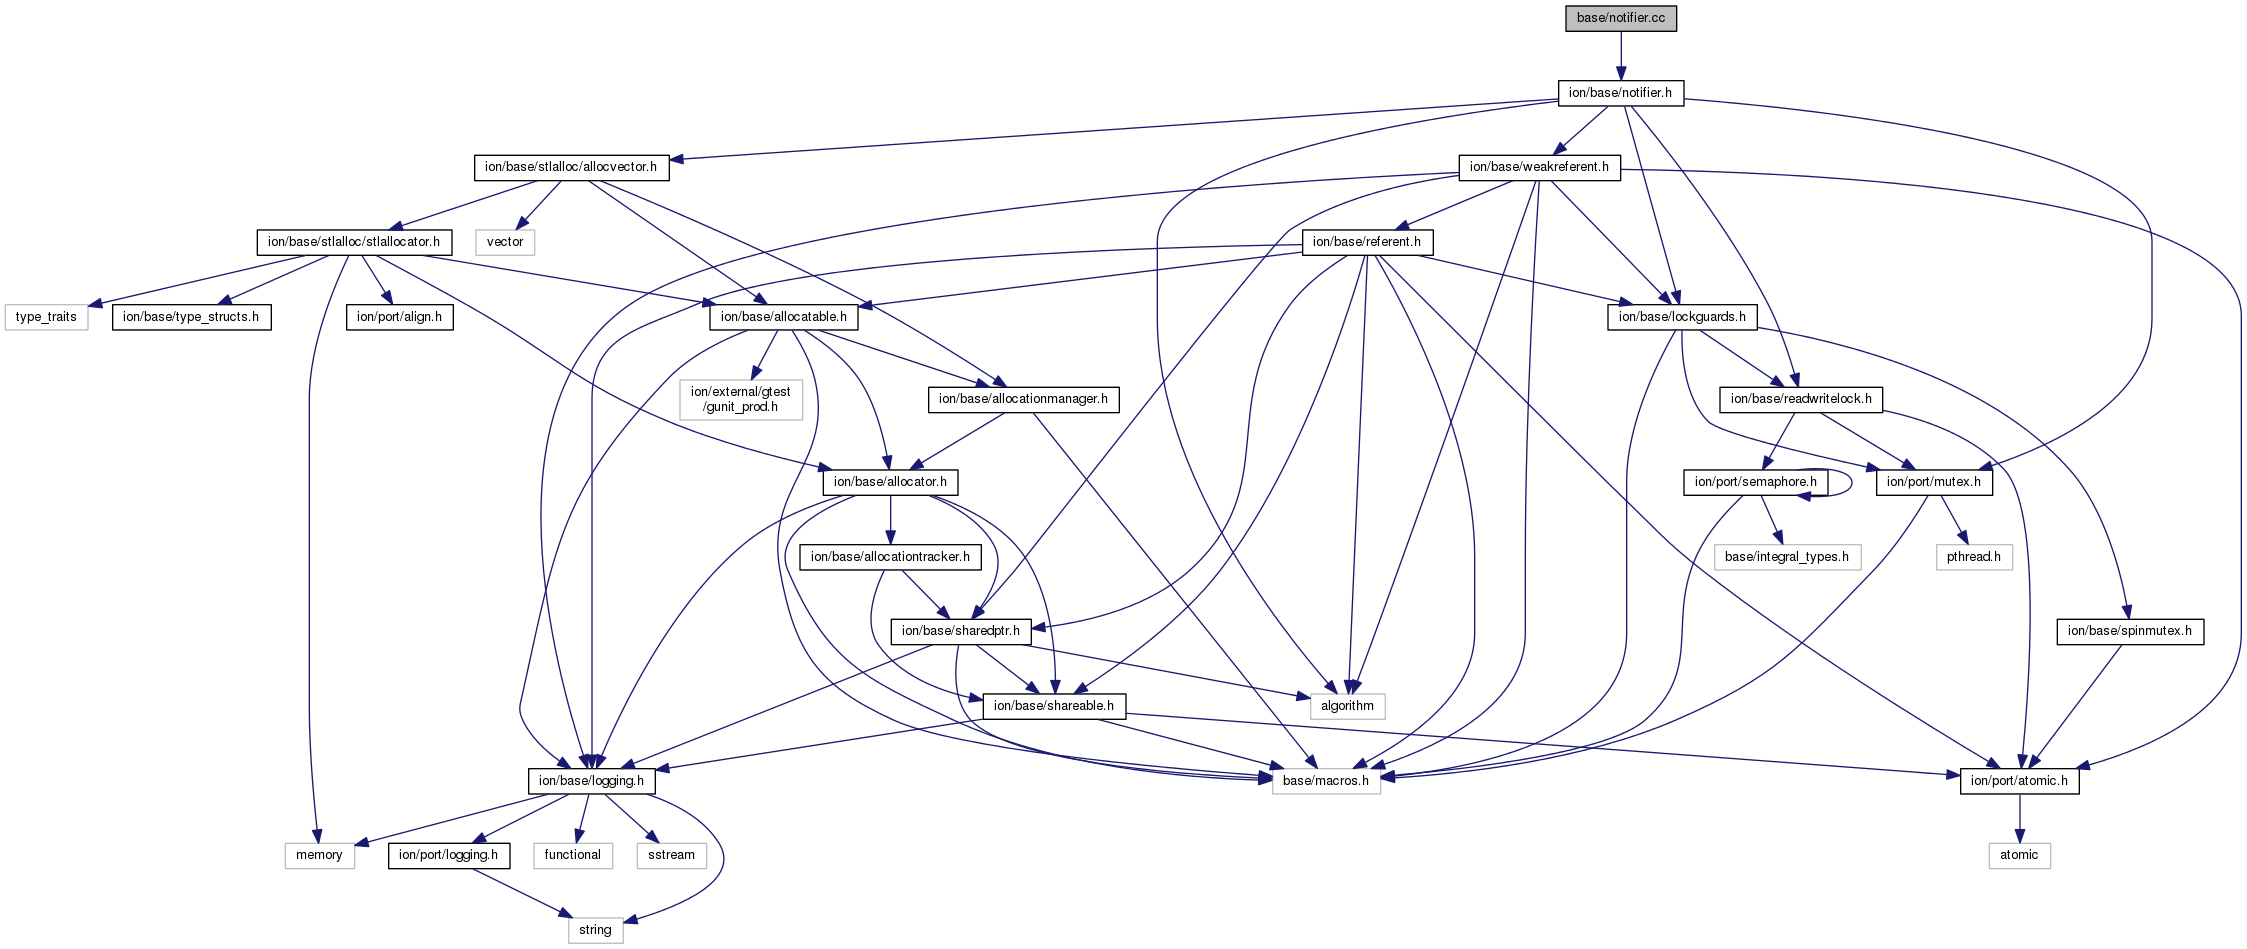 base/notifier.cc
ion/base/notifier.h
ion/base/stlalloc/allocvector.h
ion/base/weakreferent.h
ion/base/stlalloc/stlallocator.h
vector
ion/base/referent.h
type_traits
ion/base/type_structs.h
ion/port/align.h
ion/base/allocatable.h
ion/base/lockguards.h
ion/external/gtest
/gunit_prod.h
ion/base/allocationmanager.h
ion/base/readwritelock.h
ion/base/allocator.h
ion/port/semaphore.h
ion/port/mutex.h
ion/base/allocationtracker.h
base/integral_types.h
pthread.h
ion/base/sharedptr.h
ion/base/spinmutex.h
ion/base/shareable.h
algorithm
ion/base/logging.h
base/macros.h
ion/port/atomic.h
memory
ion/port/logging.h
functional
sstream
atomic
string